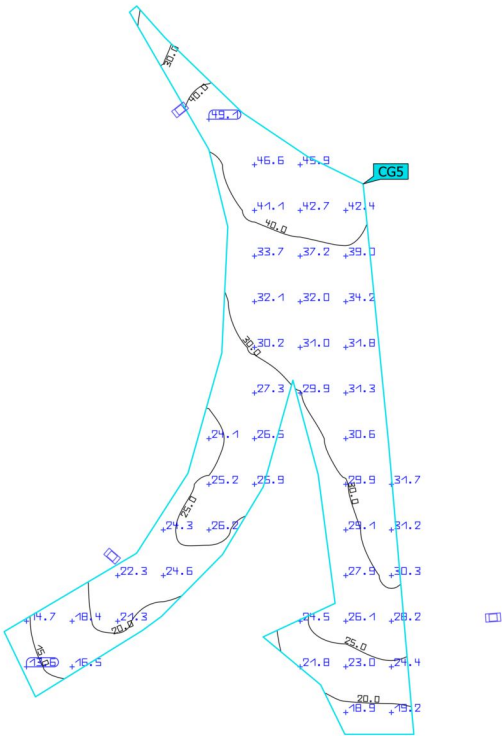 30.0
40.0
49.1
+46.6 +45.9
CG5
+41.1 +42.7 +42.4
40.0
+33.7 +37.2 +39.0
+32.1 +32.0 +34.2
30.0
+30.2 +31.0 +31.8
+27.3 +29.9 +31.3
+24.1 +26.5 +30.6
+25.2 +25.9 +29.9 +31.7
25.0
30.0
+24.3 +26.2 +29.1 +31.2
+22.3 +24.6 +27.9 +30.3
+14.7 +18.4 +21.3 +24.5 +26.1 +28.2
20.0
25.0
15.0
13.6 +16.5 +21.8 +23.0 +24.4
20.0
+18.9 +19.2